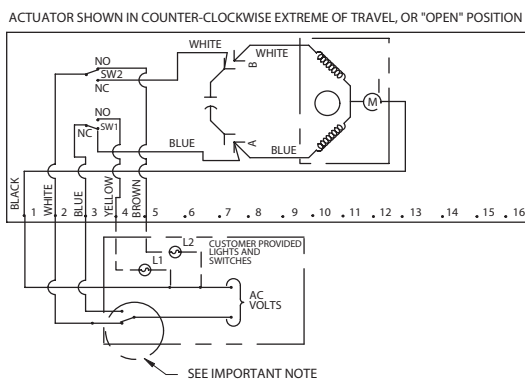 ACTUATOR SHOWN IN COUNTER-CLOCKWISE EXTREME OF TRAVEL, OR "OPEN" POSITION
WHITE
NO
WHITE
SW2
B
NC
NO
NC
SW1
M
A
BLUE
BLUE
BLACK
WHITE
BLUE
YELLOW
BROWN
1 2 3 4 5 6 7 8 9 10 11 12 13 14 15 16
L2
CUSTOMER PROVIDED
LIGHTS AND
SWITCHES
L1
AC
VOLTS
SEE IMPORTANT NOTE